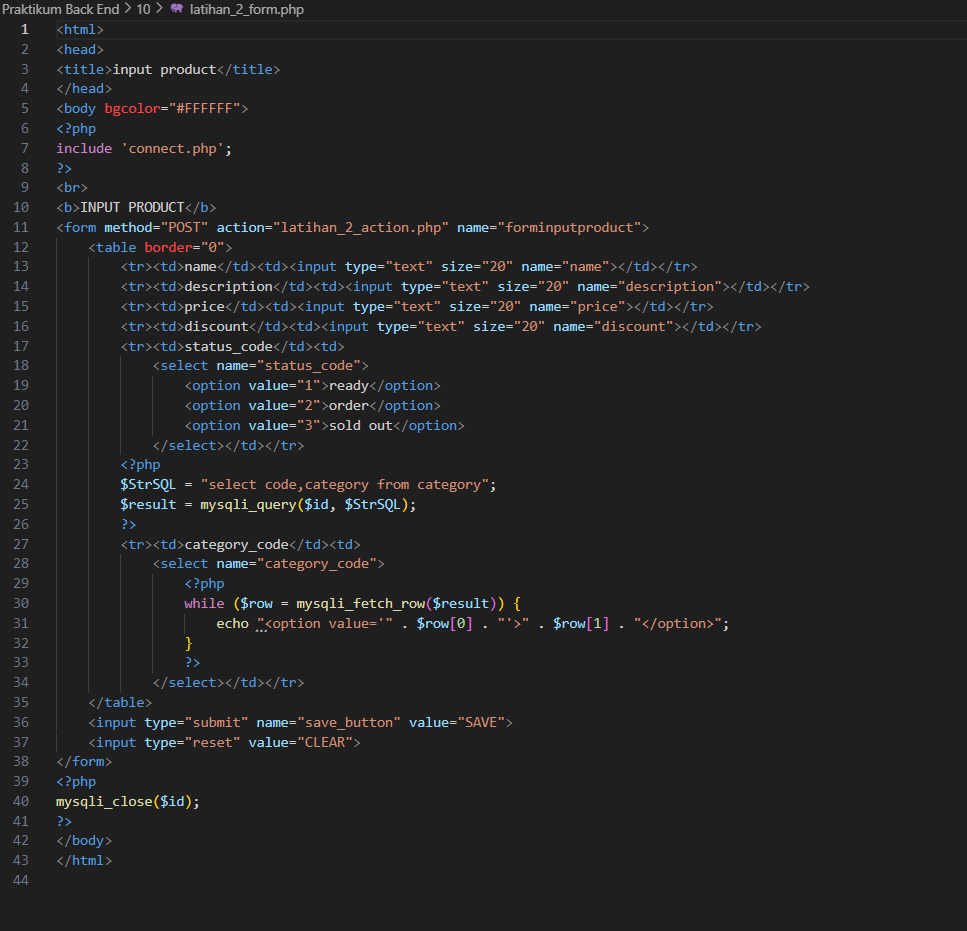 Praktikum Back End > 10 > latihan_2_form.php
1 <html>
2 <head>
3 <title>input product</title>
4 </head>
5 <body bgcolor="#FFFFFF">
6 <?php
7 include 'connect.php';
8 ?>
9 <br>
10 <b>INPUT PRODUCT</b>
11 <form method="POST" action="latihan_2_action.php" name="forminputproduct">
12     <table border="0">
13         <tr><td>name</td><td><input type="text" size="20" name="name"></td></tr>
14         <tr><td>description</td><td><input type="text" size="20" name="description"></td></tr>
15         <tr><td>price</td><td><input type="text" size="20" name="price"></td></tr>
16         <tr><td>discount</td><td><input type="text" size="20" name="discount"></td></tr>
17         <tr><td>status_code</td><td>
18             <select name="status_code">
19                 <option value="1">ready</option>
20                 <option value="2">order</option>
21                 <option value="3">sold out</option>
22             </select></td></tr>
23         <?php
24         $StrSQL = "select code,category from category";
25         $result = mysqli_query($id, $StrSQL);
26         ?>
27         <tr><td>category_code</td><td>
28             <select name="category_code">
29                 <?php
30                 while ($row = mysqli_fetch_row($result)) {
31                     echo "<option value='" . $row[0] . "'>" . $row[1] . "</option>";
32                 }
33                 ?>
34             </select></td></tr>
35     </table>
36     <input type="submit" name="save_button" value="SAVE">
37     <input type="reset" value="CLEAR">
38 </form>
39 <?php
40 mysqli_close($id);
41 ?>
42 </body>
43 </html>
44